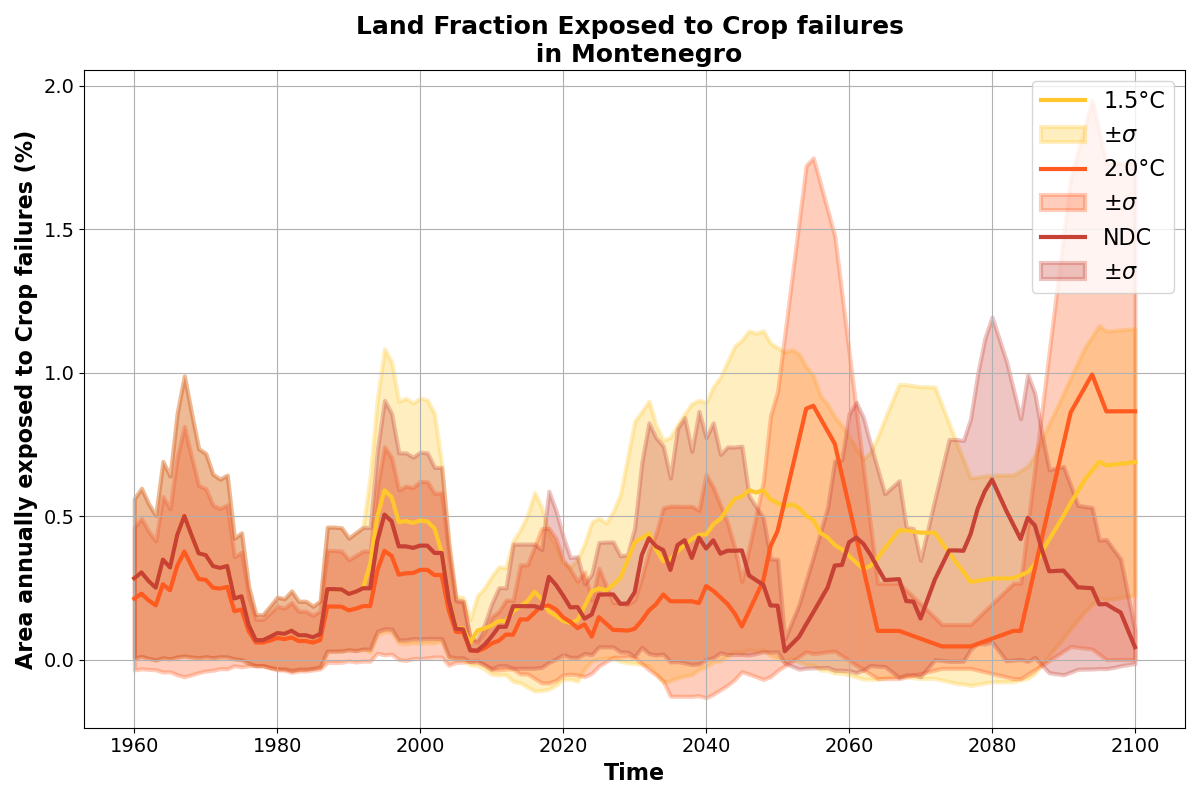 Land Fraction Exposed to Crop failures
in Montenegro
Area annually exposed to Crop failures (%)
2.0
1.5
1.0
0.5
0.0
1.5°C
±σ
2.0°C
±σ
NDC
±σ
1960 1980 2000 2020 2040 2060 2080 2100
Time